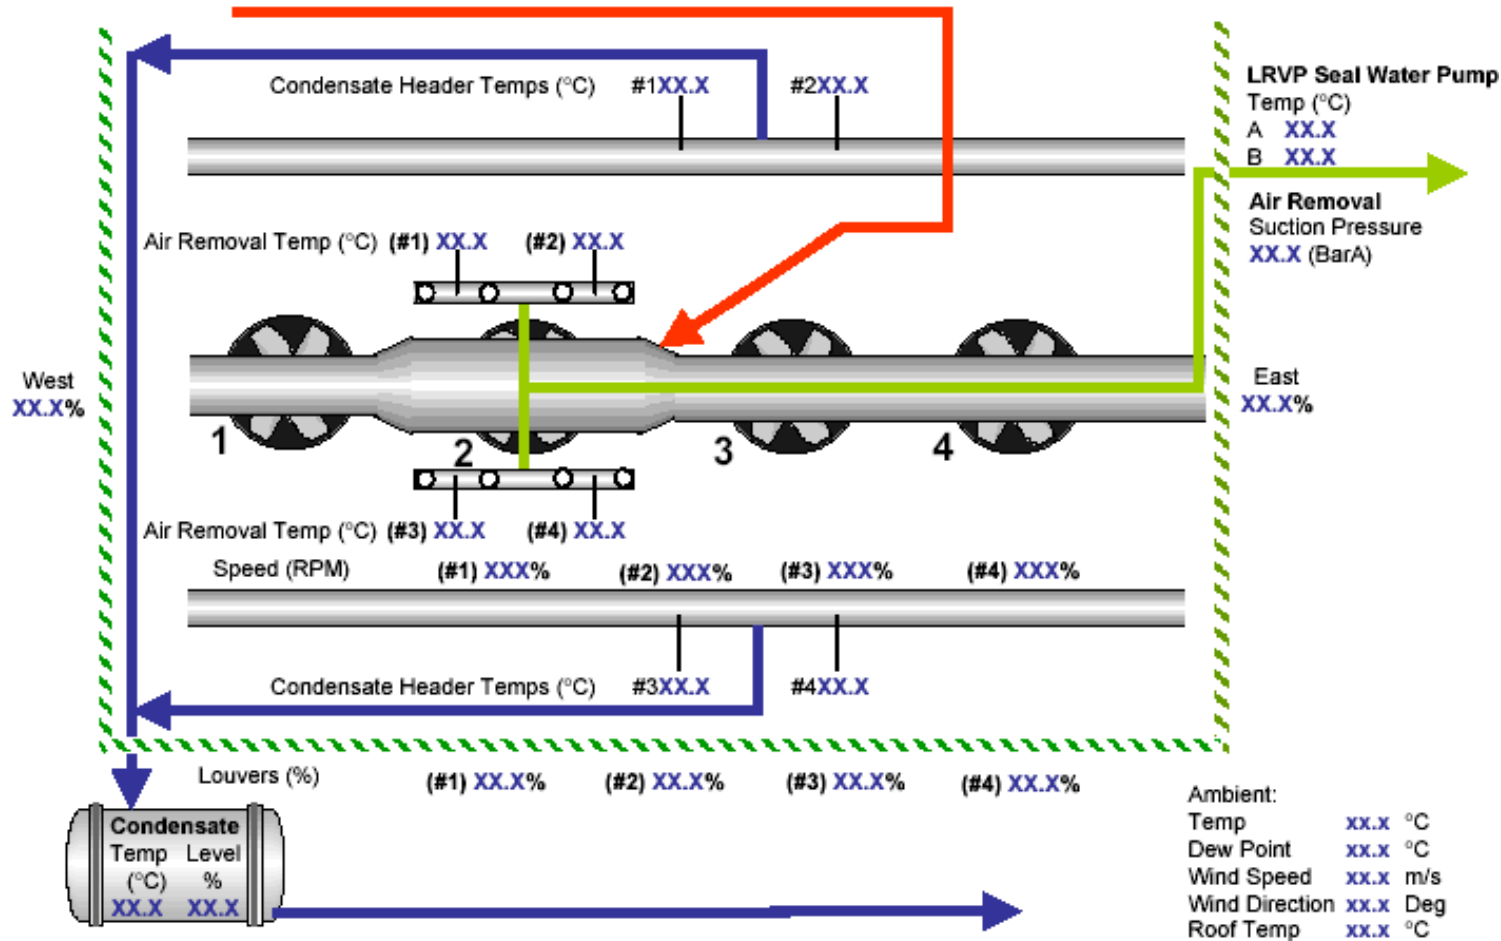 Condensate Header Temps (°C) #1XX.X #2XX.X
LRVP Seal Water Pump
Temp (°C)
A XX.X
B XX.X
Air Removal
Suction Pressure
XX.X (BarA)
Air Removal Temp (°C) (#1) XX.X (#2) XX.X
West
XX.X%
East
XX.X%
1
2
3
4
Air Removal Temp (°C) (#3) XX.X (#4) XX.X
Speed (RPM) (#1) XXX% (#2) XXX% (#3) XXX% (#4) XXX%
Condensate Header Temps (°C) #3XX.X #4XX.X
Louvers (%) (#1) XX.X% (#2) XX.X% (#3) XX.X% (#4) XX.X%
Condensate
Temp Level
(°C) %
XX.X XX.X
Ambient:
Temp xx.x °C
Dew Point xx.x °C
Wind Speed xx.x m/s
Wind Direction xx.x Deg
Roof Temp xx.x °C